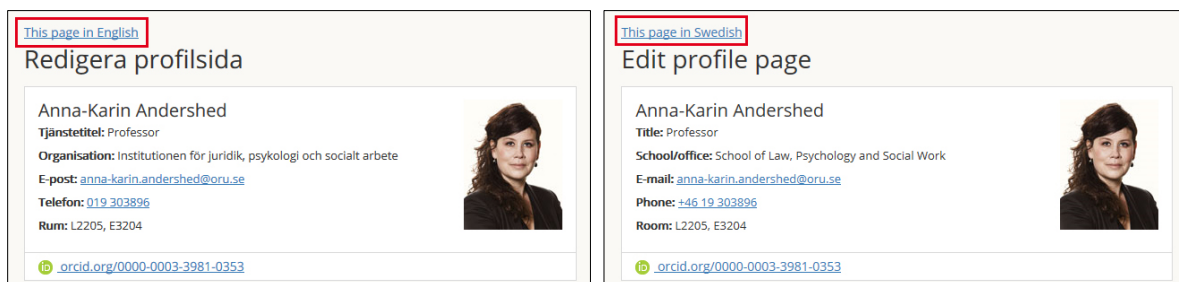 This page in English
Redigera profilsida
Anna-Karin Andershed
Tjänstetitel: Professor
Organisation: Institutionen för juridik, psykologi och socialt arbete
E-post: anna-karin.andershed@oru.se
Telefon: 019 303896
Rum: L2205, E3204
iD orcid.org/0000-0003-3981-0353
This page in Swedish
Edit profile page
Anna-Karin Andershed
Title: Professor
School/office: School of Law, Psychology and Social Work
E-mail: anna-karin.andershed@oru.se
Phone: +46 19 303896
Room: L2205, E3204
iD orcid.org/0000-0003-3981-0353